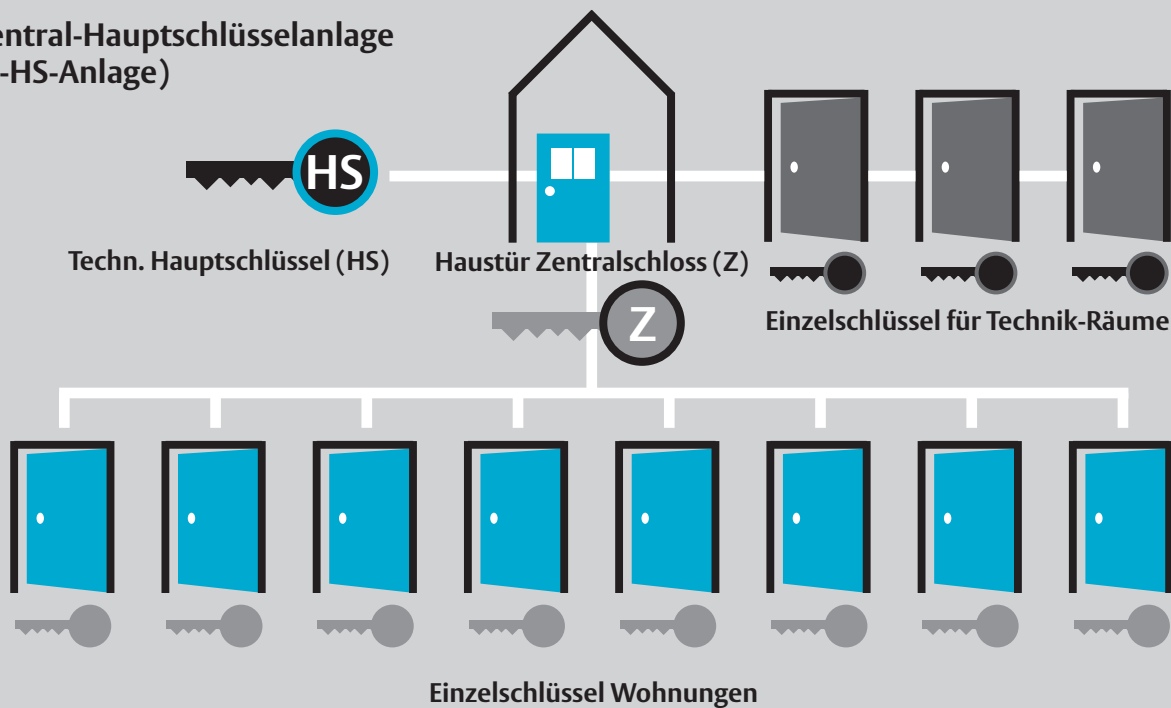 entral-Hauptschlüsselanlage
-HS-Anlage)
HS
Techn. Hauptschlüssel (HS)
Haustür Zentralschloss (Z)
Z
Einzelschlüssel für Technik-Räume
Einzelschlüssel Wohnungen